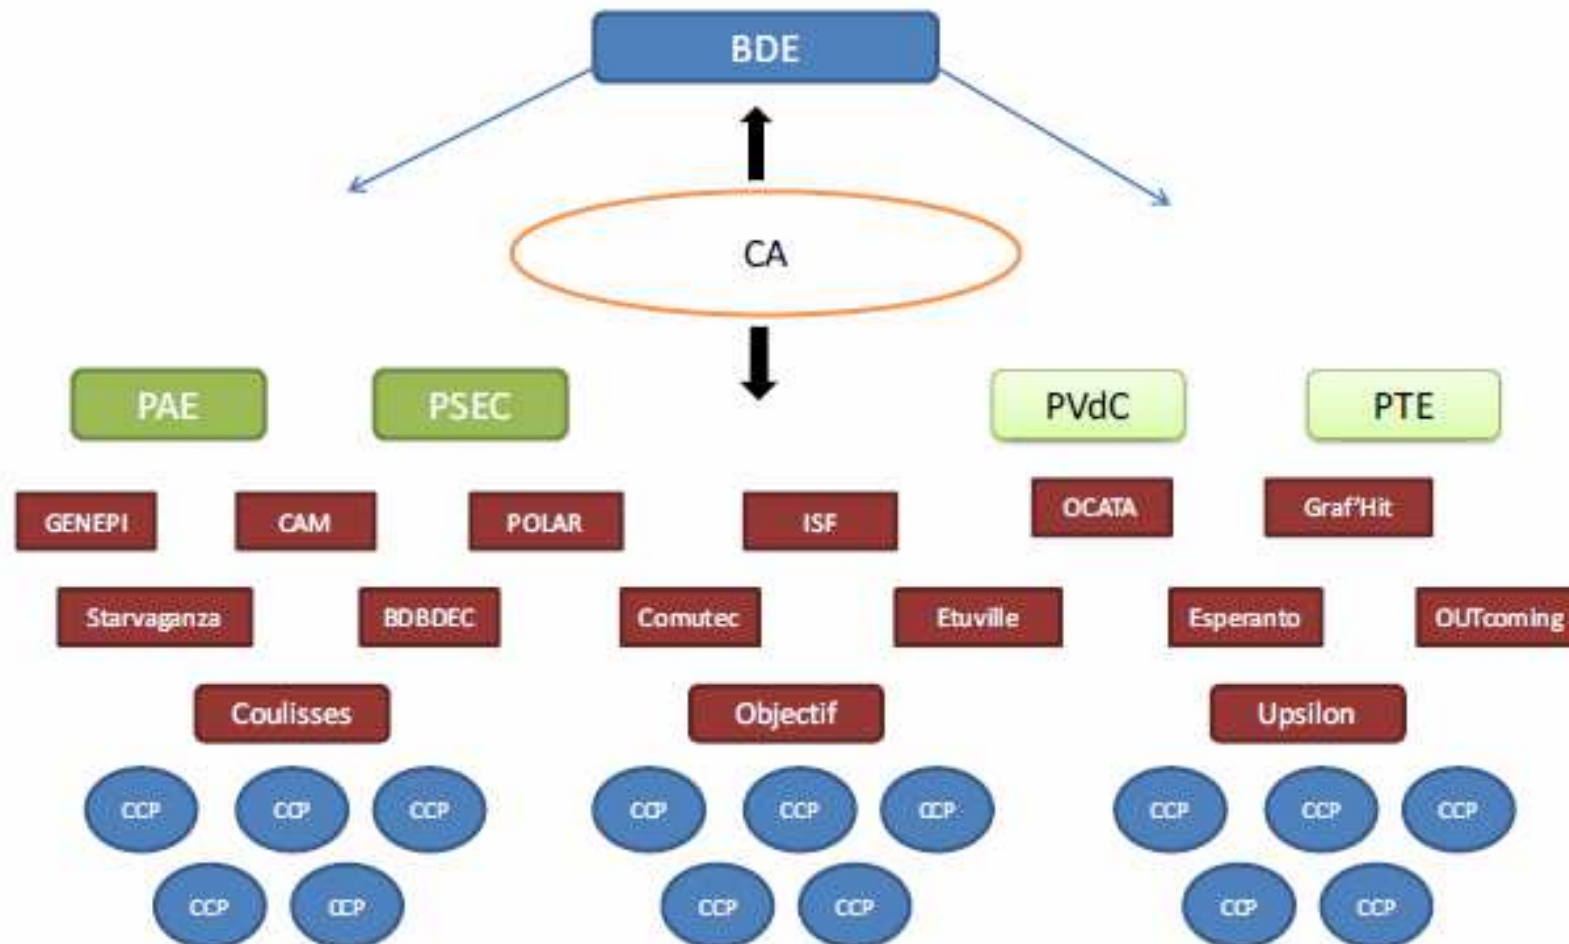 BDE
CA
PAE PSEC PVdC PTE
GENEPI CAM POLAR ISF OCATA Graf'Hit
Starvaganza BDBDEC Comutec Etuville Esperanto OUTcoming
Coulisses Objectif Upsilon
CCP CCP CCP CCP CCP CCP CCP CCP CCP
CCP CCP CCP CCP CCP CCP